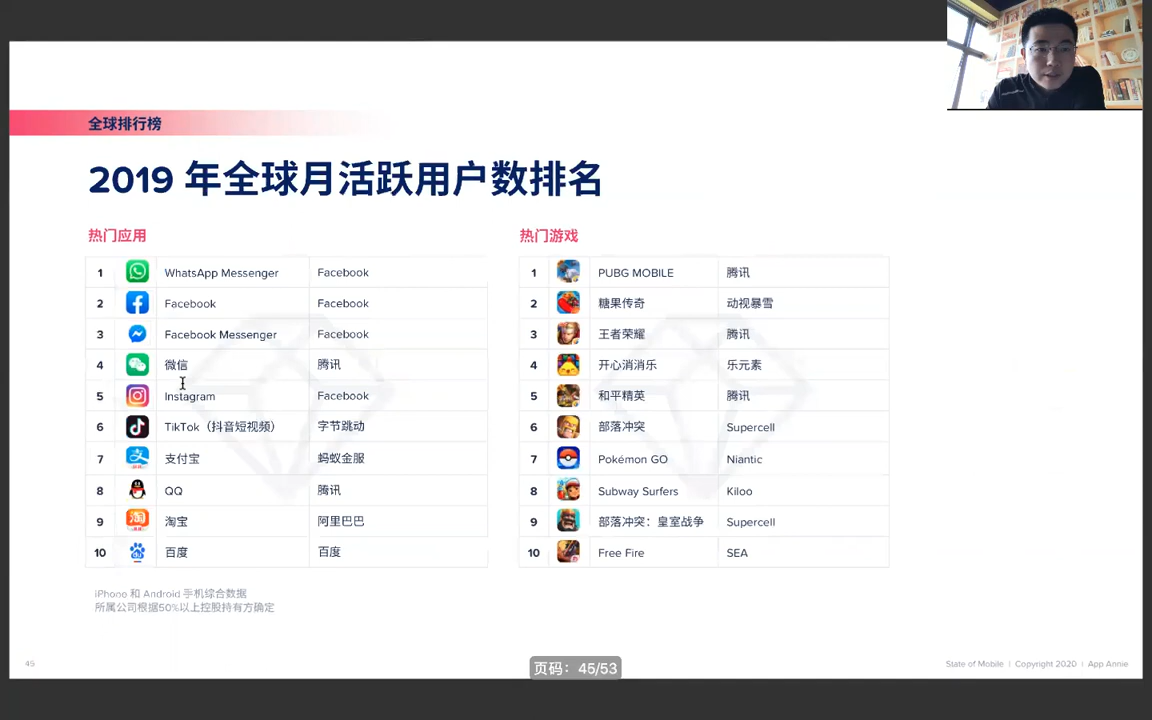 全球排行榜
2019 年全球月活跃用户数排名
热门应用
1 WhatsApp Messenger Facebook
2 Facebook Facebook
3 Facebook Messenger Facebook
4 微信 腾讯
5 Instagram Facebook
6 TikTok（抖音短视频） 字节跳动
7 支付宝 蚂蚁金服
8 QQ 腾讯
9 淘 淘宝 阿里巴巴
10 百度 百度
热门游戏
1 PUBG MOBILE 腾讯
2 糖果传奇 动视暴雪
3 王者荣耀 腾讯
4 开心消消乐 乐元素
5 和平精英 腾讯
6 部落冲突 Supercell
7 Pokémon GO Niantic
8 Subway Surfers Kiloo
9 部落冲突：皇室战争 Supercell
10 Free Fire SEA
iPhone 和 Android 手机综合数据
所属公司根据50%以上控股持有方确定
45
页码：45/53
State of Mobile | Copyright 2020 | App Annie